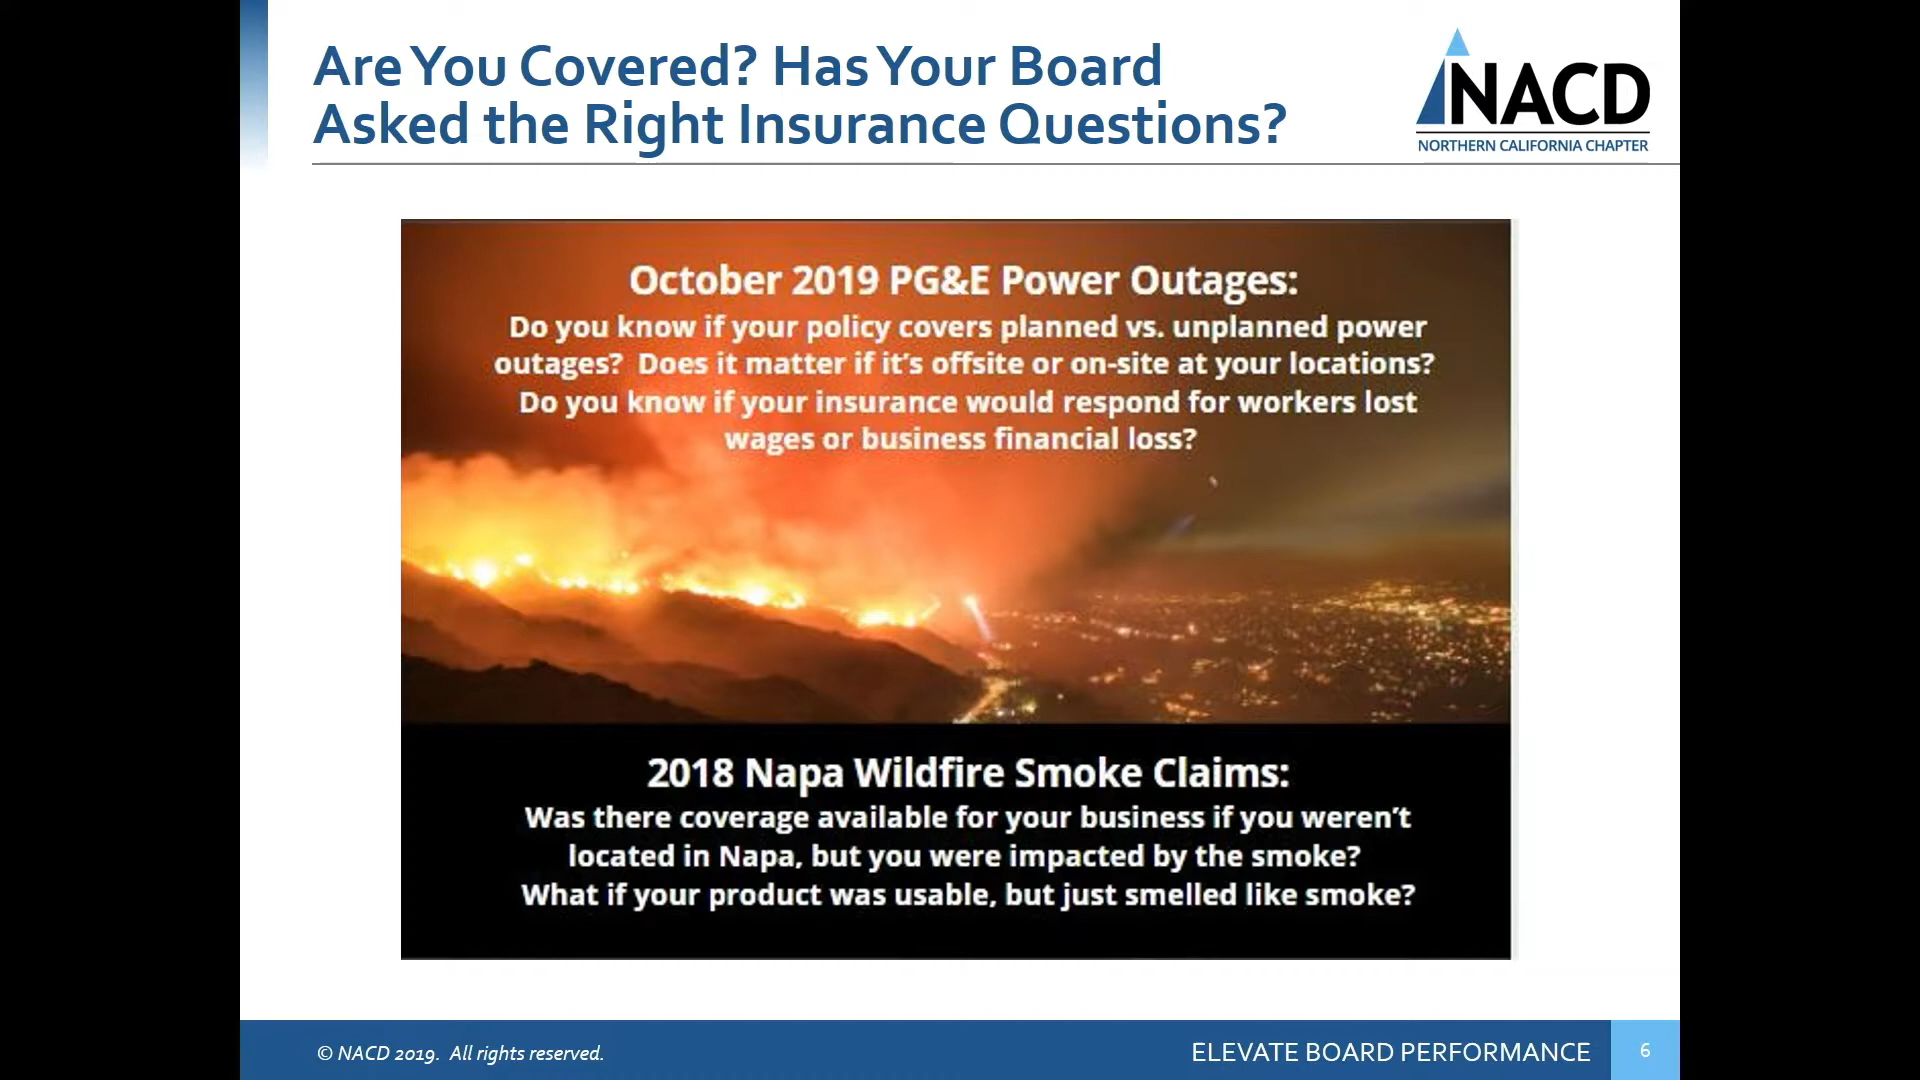 Are You Covered? Has Your Board
Asked the Right Insurance Questions?
NACD
NORTHERN CALIFORNIA CHAPTER
October 2019 PG&E Power Outages:
Do you know if your policy covers planned vs. unplanned power
outages? Does it matter if it’s offsite or on-site at your locations?
Do you know if your insurance would respond for workers lost
wages or business financial loss?
2018 Napa Wildfire Smoke Claims:
Was there coverage available for your business if you weren’t
located in Napa, but you were impacted by the smoke?
What if your product was usable, but just smelled like smoke?
© NACD 2019. All rights reserved.
ELEVATE BOARD PERFORMANCE
6